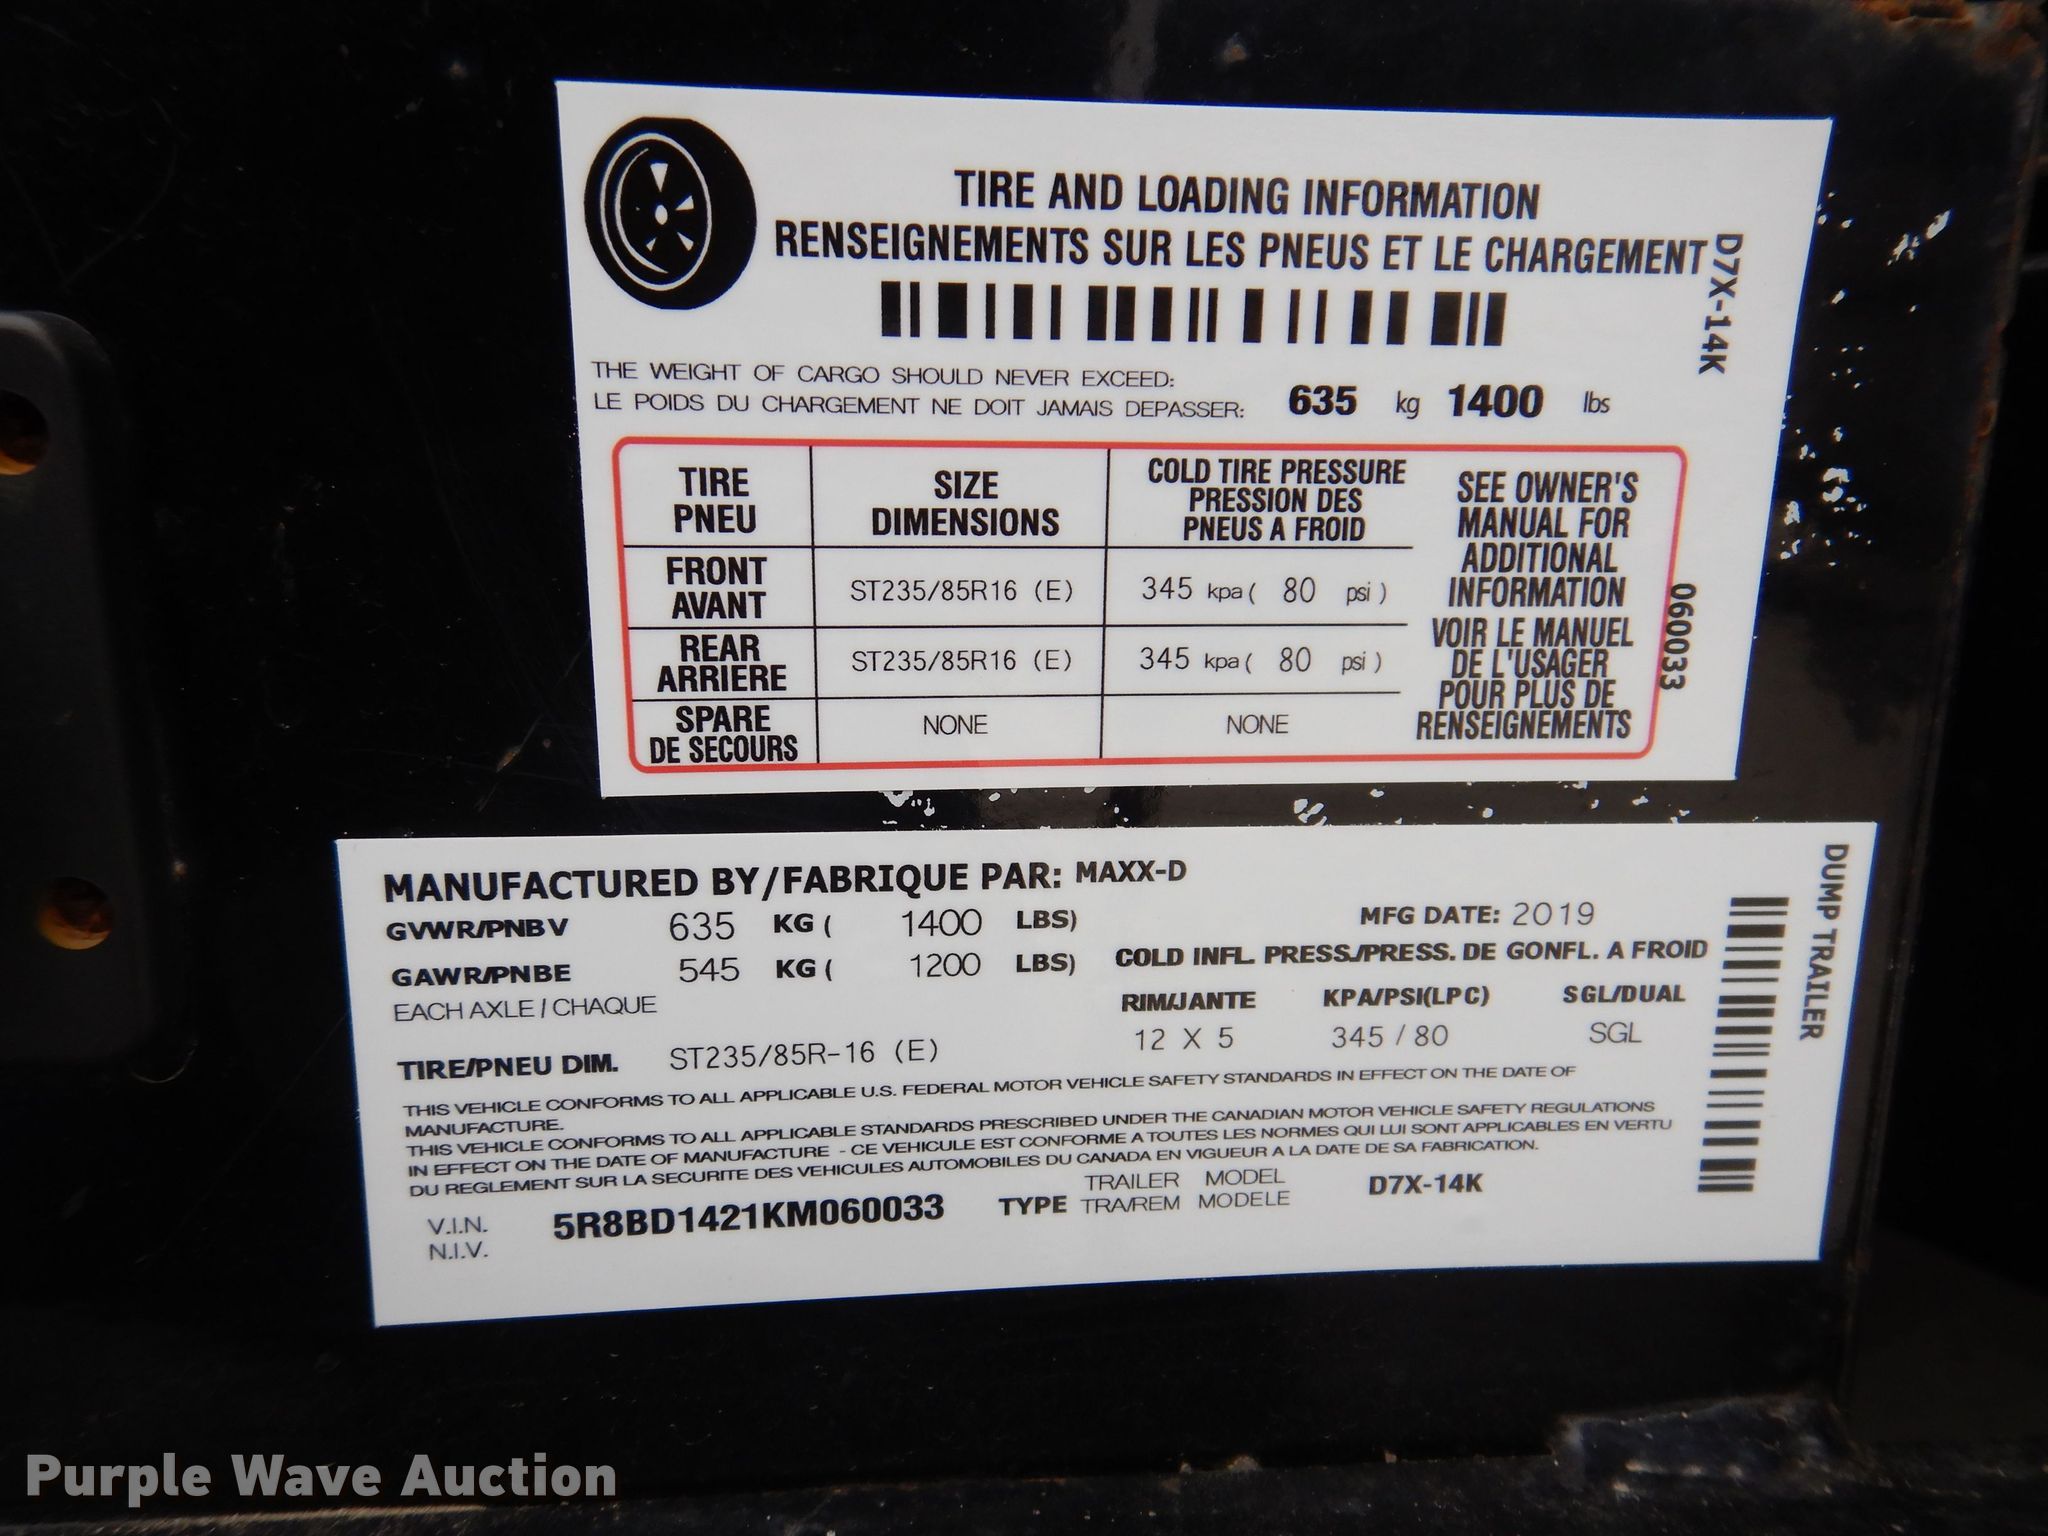 TIRE AND LOADING INFORMATION
RENSEIGNEMENTS SUR LES PNEUS ET LE CHARGEMENT
D7X-14K
THE WEIGHT OF CARGO SHOULD NEVER EXCEED:
LE POIDS DU CHARGEMENT NE DOIT JAMAIS DEPASSER: 635 kg 1400 lbs
TIRE
PNEU
SIZE
DIMENSIONS
COLD TIRE PRESSURE
PRESSION DES
PNEUS A FROID
FRONT
AVANT
ST235/85R16 (E)
345 kpa ( 80 psi )
REAR
ARRIERE
ST235/85R16 (E)
345 kpa ( 80 psi )
SPARE
DE SECOURS
NONE
NONE
SEE OWNER'S
MANUAL FOR
ADDITIONAL
INFORMATION
VOIR LE MANUEL
DE L'USAGER
POUR PLUS DE
RENSEIGNEMENTS
060033
MANUFACTURED BY/FABRIQUE PAR: MAXX-D
GVWR/PNBV 635 KG ( 1400 LBS)
MFG DATE: 2019
GAWR/PNBE 545 KG ( 1200 LBS)
COLD INFL. PRESS./PRESS. DE GONFL. A FROID
EACH AXLE / CHAQUE
RIM/JANTE KPA/PSI(LPC) SGL/DUAL
12 X 5 345 / 80 SGL
TIRE/PNEU DIM. ST235/85R-16 (E)
THIS VEHICLE CONFORMS TO ALL APPLICABLE U.S. FEDERAL MOTOR VEHICLE SAFETY STANDARDS IN EFFECT ON THE DATE OF
MANUFACTURE.
THIS VEHICLE CONFORMS TO ALL APPLICABLE STANDARDS PRESCRIBED UNDER THE CANADIAN MOTOR VEHICLE SAFETY REGULATIONS
IN EFFECT ON THE DATE OF MANUFACTURE - CE VEHICULE EST CONFORME A TOUTES LES NORMES QUI LUI SONT APPLICABLES EN VERTU
DU REGLEMENT SUR LA SECURITE DES VEHICULES AUTOMOBILES DU CANADA EN VIGUEUR A LA DATE DE SA FABRICATION.
V.I.N.
N.I.V.
5R8BD1421KM060033
TYPE
TRAILER MODEL
TRA/REM MODELE
D7X-14K
DUMP TRAILER
Purple Wave Auction